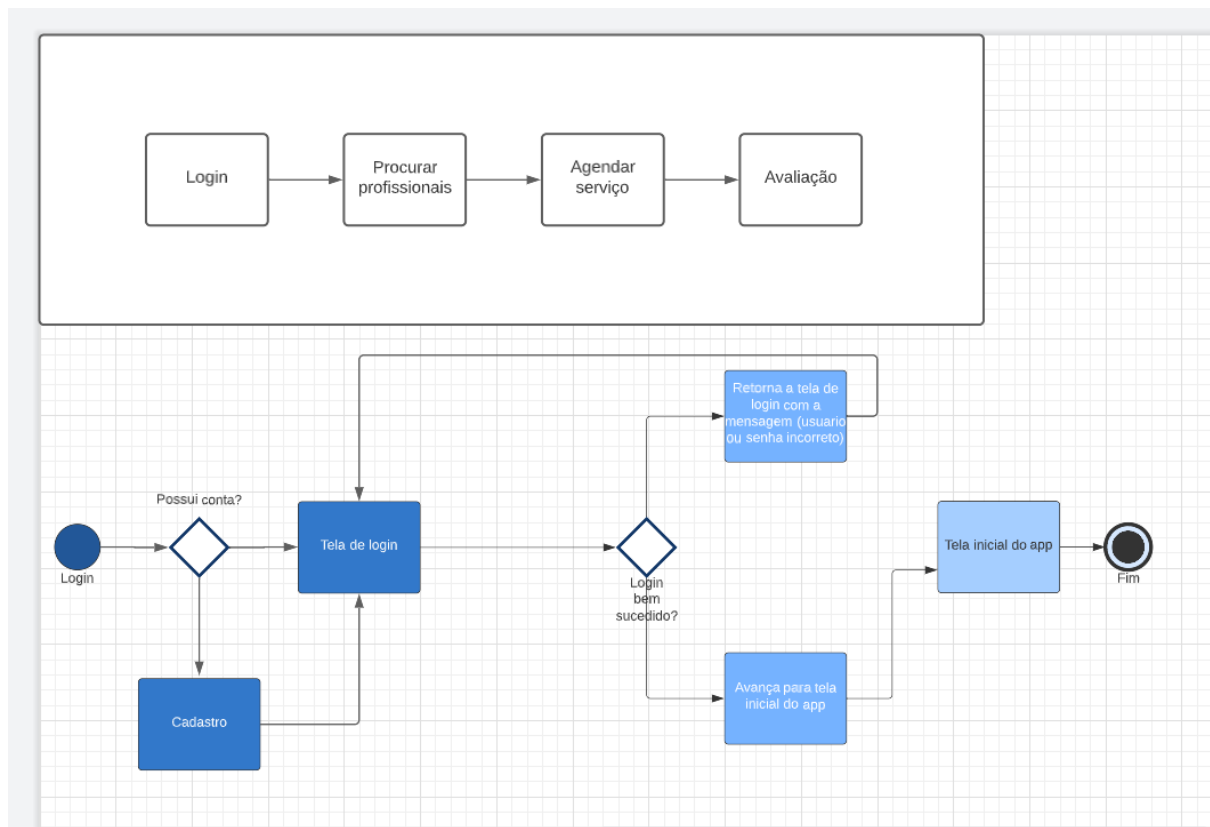 Login
Procurar
profissionais
Agendar
serviço
Avaliação
Retorna a tela de
login com a
mensagem (usuario
ou senha incorreto)
Possui conta?
Tela de login
Tela inicial do app
Login
Login
bem
sucedido?
Fim
Cadastro
Avança para tela
inicial do app